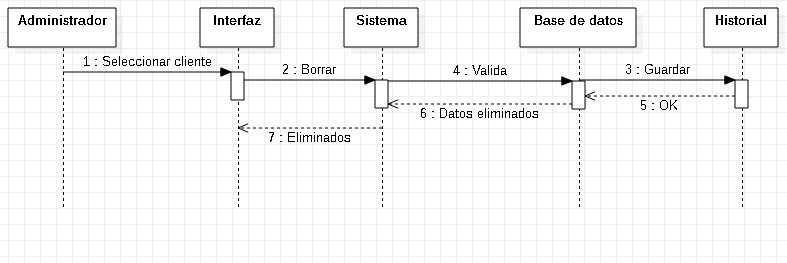 Administrador
Interfaz
Sistema
Base de datos
Historial
1 : Seleccionar cliente
2 : Borrar
4 : Valida
3 : Guardar
5 : OK
6 : Datos eliminados
7 : Eliminados